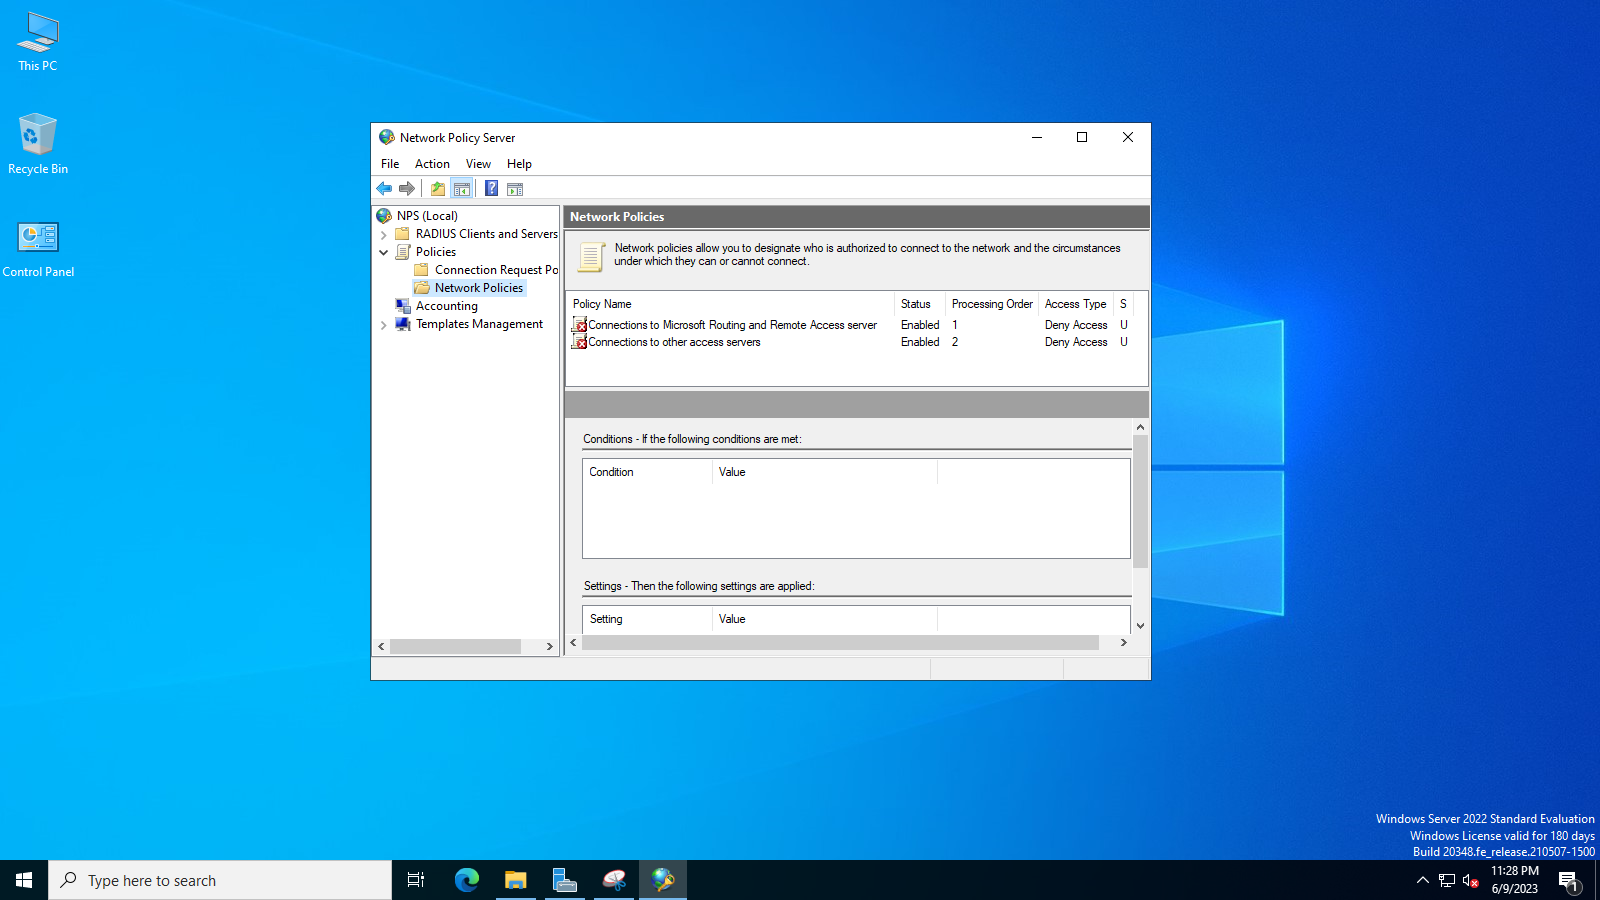 This PC
Recycle Bin
Control Panel
Network Policy Server
File Action View Help
NPS (Local)
RADIUS Clients and Servers
Policies
Connection Request Po
Network Policies
Accounting
Templates Management
Network Policies
Network policies allow you to designate who is authorized to connect to the network and the circumstances
under which they can or cannot connect.
Policy Name Status Processing Order Access Type S
Connections to Microsoft Routing and Remote Access server Enabled 1 Deny Access U
Connections to other access servers Enabled 2 Deny Access U
Conditions - If the following conditions are met:
Condition Value
Settings - Then the following settings are applied:
Setting Value
Windows Server 2022 Standard Evaluation
Windows License valid for 180 days
Build 20348.fe_release.210507-1500
Type here to search
11:28 PM
6/9/2023
1